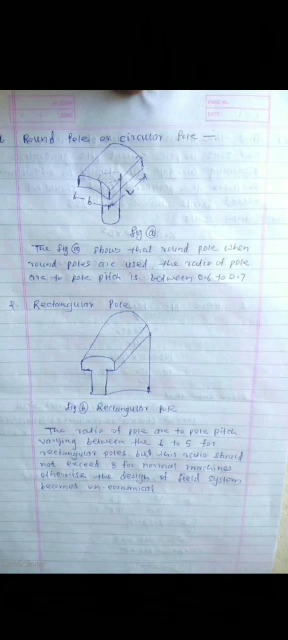 Round Poles or circular Pole —
b
L
fig (a)
The fig (a) shows that round pole when
round poles are used, the ratio of pole
arc to pole pitch is between 0.6 to 0.7
2. Rectangular Pole
fig (b) Rectangular pole
The ratio of pole arc to pole pitch
varying between the to 5 for
rectangular poles but this ratio should
not exceed for normal machines
otherwise the design of field system
becomes un-economical